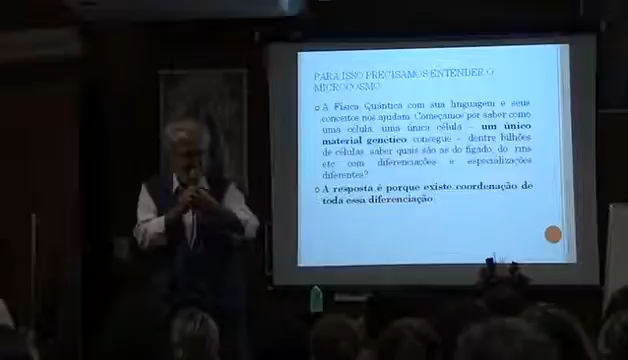 PARA ISSO PRECISAMOS ENTENDER O
MICROCOSMO
A Física Quântica com sua linguagem e seus
conceitos nos ajudam. Começamos por saber como
uma célula, uma única célula – um único
material genético consegue – dentre bilhões
de células saber quais são as do fígado, do rins
etc com diferenciações e especializações
diferentes?
A resposta é porque existe coordenação de
toda essa diferenciação